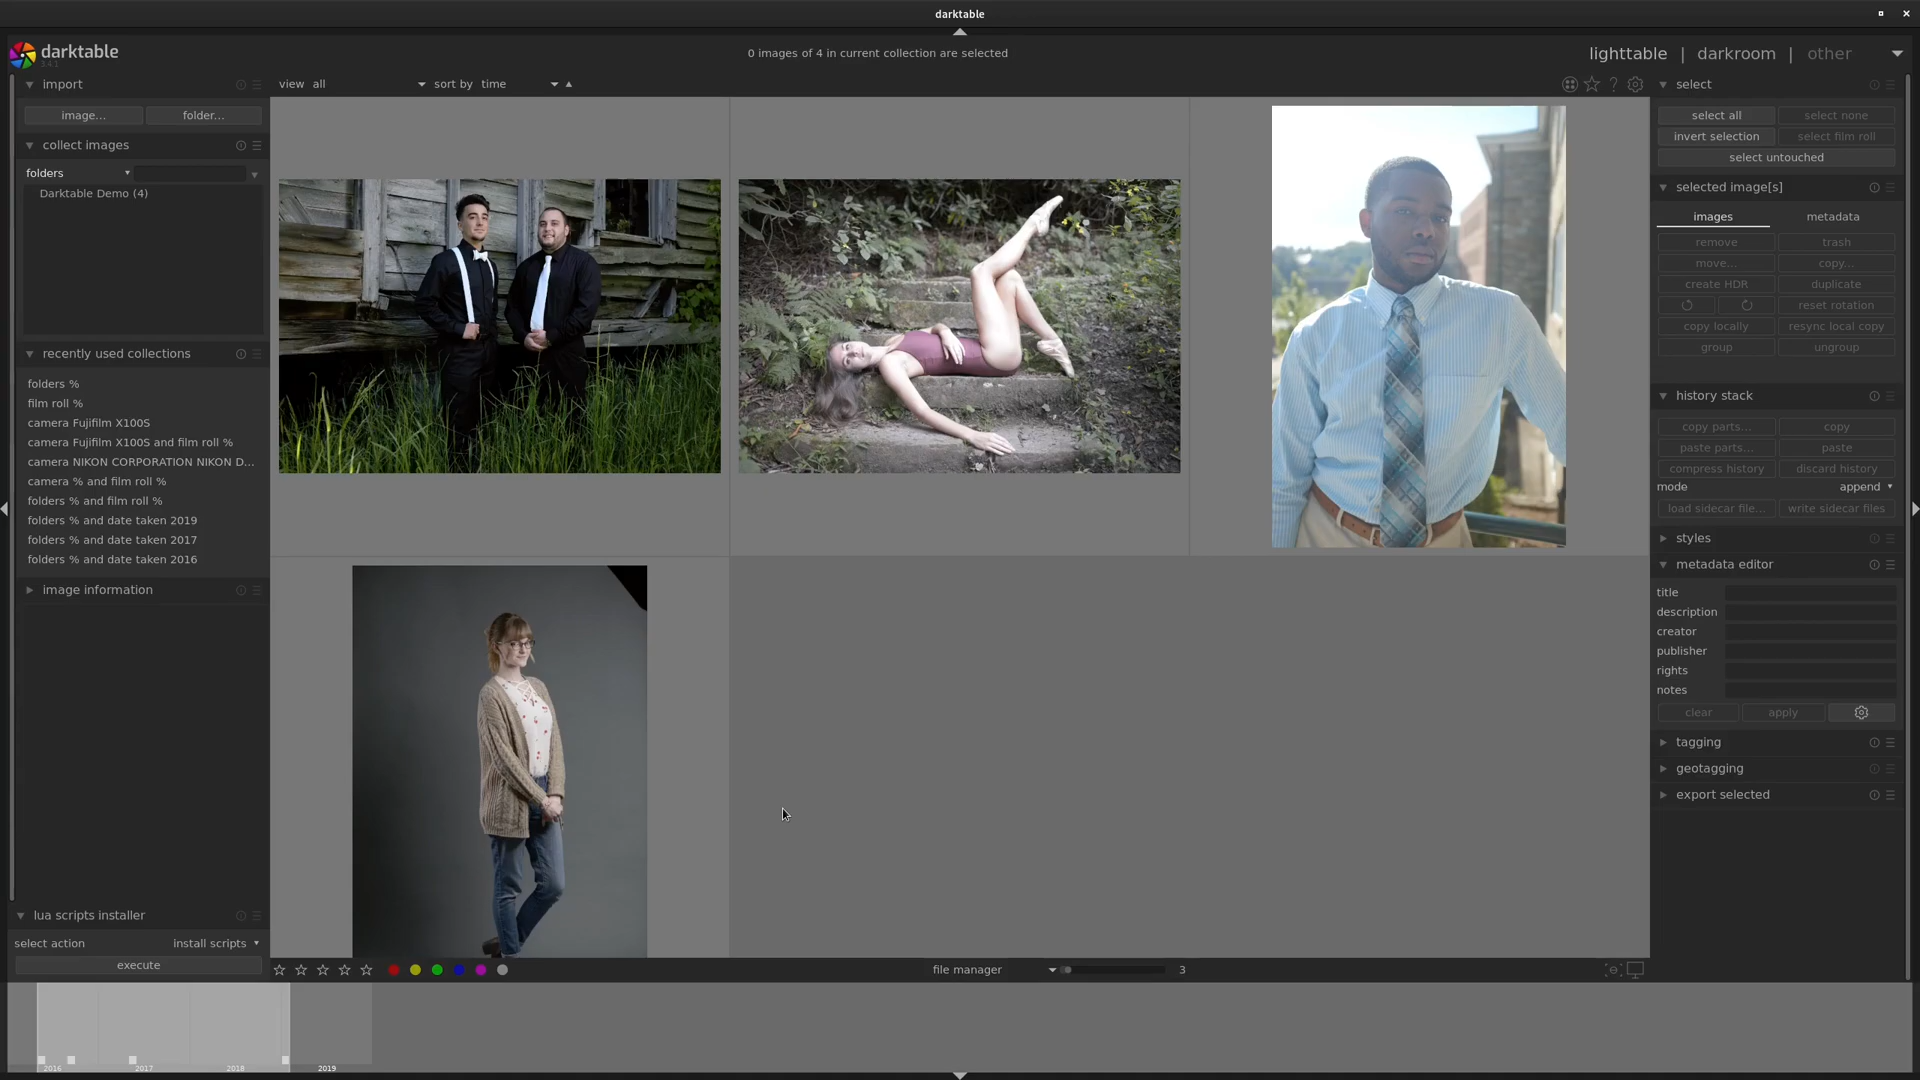 darktable
darktable
3.4.1
0 images of 4 in current collection are selected
lighttable | darkroom | other
import
image...
folder...
collect images
folders
Darktable Demo (4)
recently used collections
folders %
film roll %
camera Fujifilm X100S
camera Fujifilm X100S and film roll %
camera NIKON CORPORATION NIKON D...
camera % and film roll %
folders % and film roll %
folders % and date taken 2019
folders % and date taken 2017
folders % and date taken 2016
image information
lua scripts installer
select action
install scripts
execute
view all
sort by time
file manager
3
select
select all
select none
invert selection
select film roll
select untouched
selected image[s]
images
metadata
remove
trash
move...
copy...
create HDR
duplicate
reset rotation
copy locally
resync local copy
group
ungroup
history stack
copy parts...
copy
paste parts...
paste
compress history
discard history
mode
append
load sidecar file...
write sidecar files
styles
metadata editor
title
description
creator
publisher
rights
notes
clear
apply
tagging
geotagging
export selected
2016
2017
2018
2019